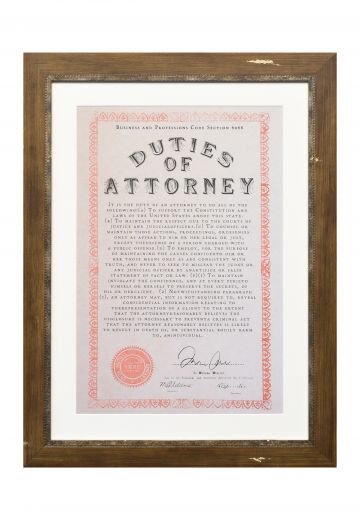 Business and Professions Code Section 6068
DUTIES
OF
ATTORNEY
It is the duty of an attorney to do all of the
following: (a) To support the Constitution and
laws of the United States and of this state.
(b) To maintain the respect due to the courts of
justice and judicial officers. (c) To counsel or
maintain those actions, proceedings, or defenses
only as appear to him or her legal or just,
except the defense of a person charged with
a public offense. (d) To employ, for the purpose
of maintaining the causes confided to him or
her those means only as are consistent with
truth, and never to seek to mislead the judge or
any judicial officer by an artifice or false
statement of fact or law. (e) (1) To maintain
inviolate the confidence, and at every peril to
himself or herself to preserve the secrets, of
his or her client. (2) Notwithstanding paragraph
(1), an attorney may, but is not required to, reveal
confidential information relating to
the representation of a client to the extent
that the attorney reasonably believes the
disclosure is necessary to prevent a criminal act
that the attorney reasonably believes is likely
to result in death of, or substantial bodily harm
to, an individual.